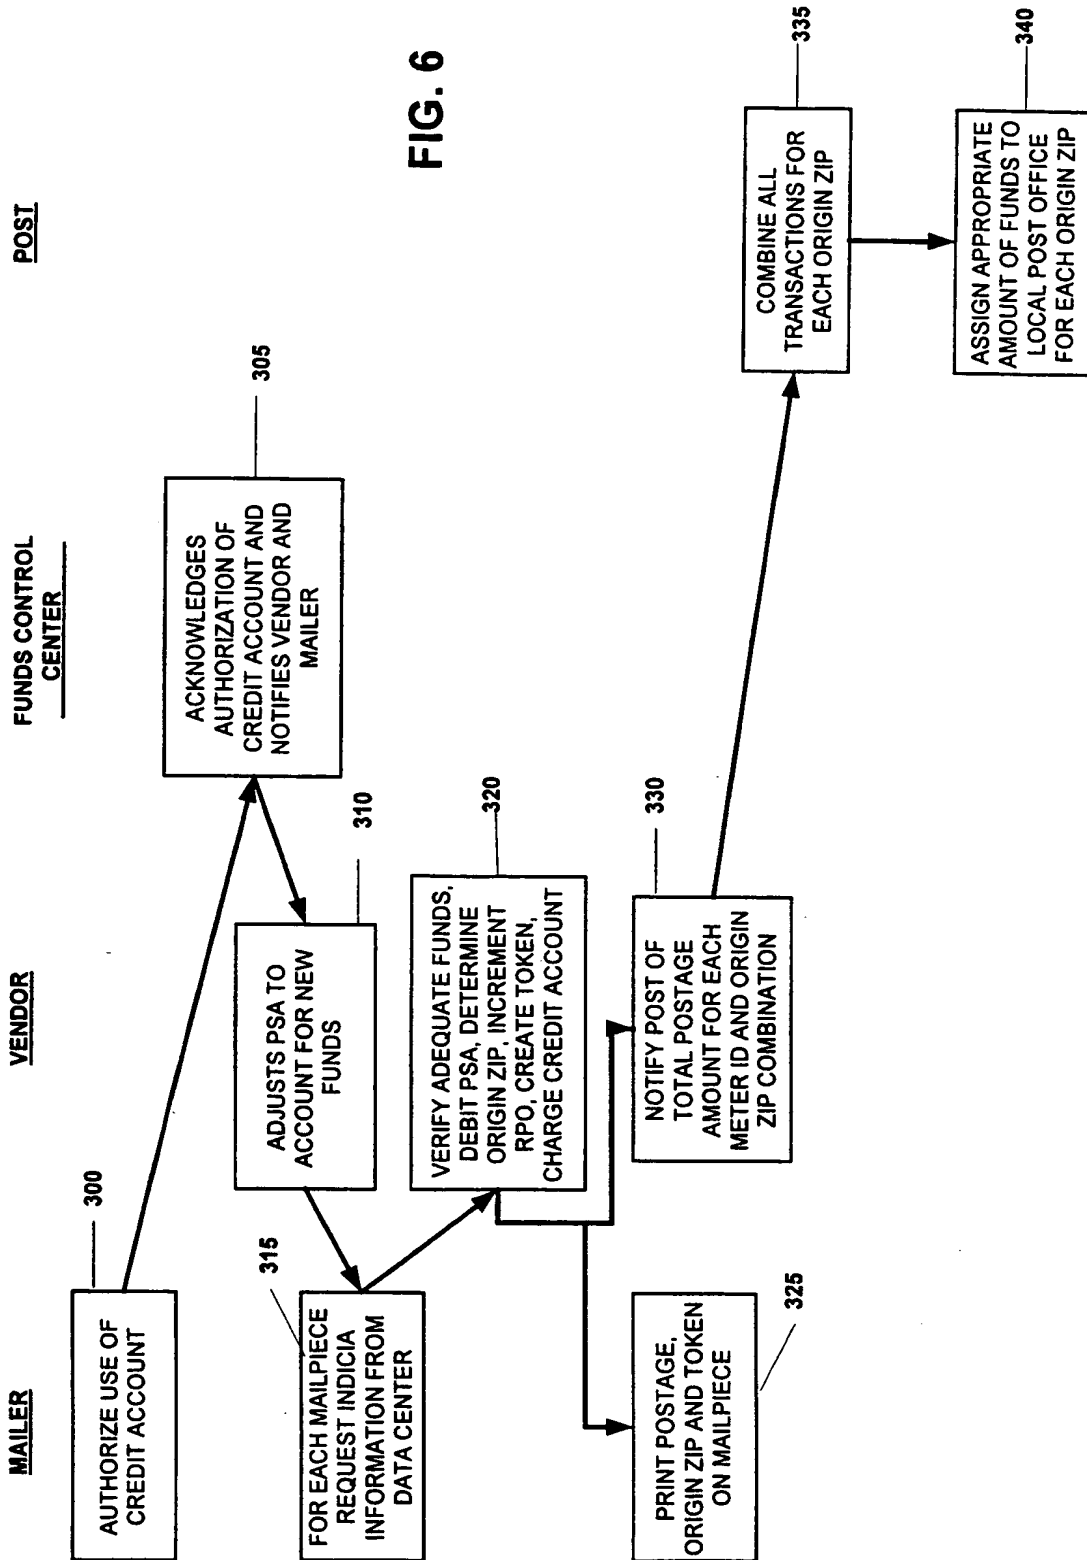 MAILER
VENDOR
FUNDS CONTROL
CENTER
POST
300
AUTHORIZE USE OF
CREDIT ACCOUNT
305
ACKNOWLEDGES
AUTHORIZATION OF
CREDIT ACCOUNT AND
NOTIFIES VENDOR AND
MAILER
310
ADJUSTS PSA TO
ACCOUNT FOR NEW
FUNDS
315
FOR EACH MAILPIECE
REQUEST INDICIA
INFORMATION FROM
DATA CENTER
320
VERIFY ADEQUATE FUNDS,
DEBIT PSA, DETERMINE
ORIGIN ZIP, INCREMENT
RPO, CREATE TOKEN,
CHARGE CREDIT ACCOUNT
325
PRINT POSTAGE,
ORIGIN ZIP AND TOKEN
ON MAILPIECE
330
NOTIFY POST OF
TOTAL POSTAGE
AMOUNT FOR EACH
METER ID AND ORIGIN
ZIP COMBINATION
335
COMBINE ALL
TRANSACTIONS FOR
EACH ORIGIN ZIP
340
ASSIGN APPROPRIATE
AMOUNT OF FUNDS TO
LOCAL POST OFFICE
FOR EACH ORIGIN ZIP
FIG. 6